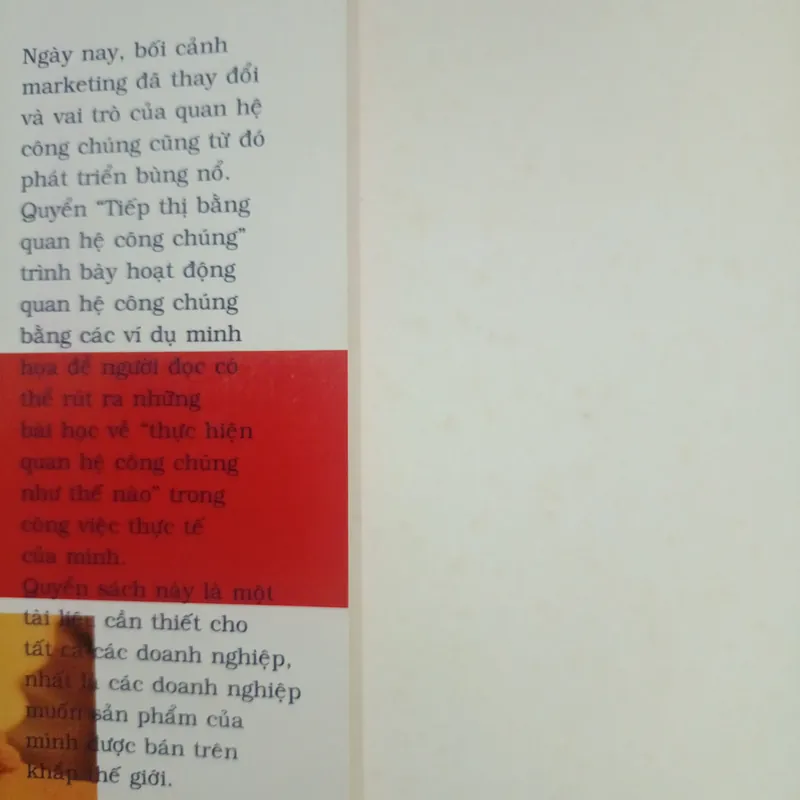 Ngày nay, bối cảnh
marketing đã thay đổi
và vai trò của quan hệ
công chúng cũng từ đó
phát triển bùng nổ.
Quyển “Tiếp thị bằng
quan hệ công chúng”
trình bày hoạt động
quan hệ công chúng
bằng các ví dụ minh
họa để người đọc có
thể rút ra những
bài học về “thực hiện
quan hệ công chúng
như thế nào” trong
công việc thực tế
của mình.
Quyển sách này là một
tài liệu cần thiết cho
tất cả các doanh nghiệp,
nhất là các doanh nghiệp
muốn sản phẩm của
mình được bán trên
khắp thế giới.